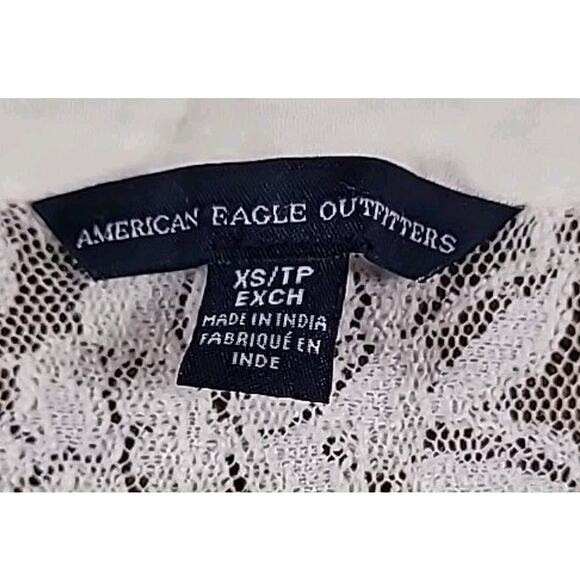 AMERICAN EAGLE OUTFITTERS
XS/TP
EXCH
MADE IN INDIA
FABRIQUÉ EN
INDE